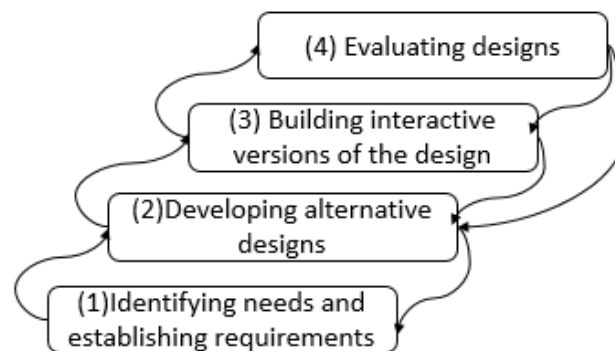 (4) Evaluating designs
(3) Building interactive
versions of the design
(2)Developing alternative
designs
(1)Identifying needs and
establishing requirements